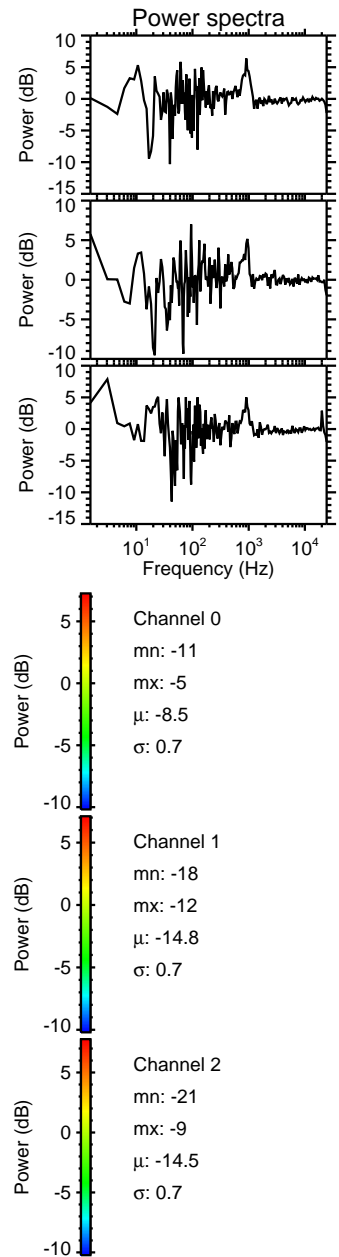 Power spectra
10
5
0
-5
-10
-15
Power (dB)
10
5
0
-5
-10
Power (dB)
10
5
0
-5
-10
-15
Power (dB)
10¹ 10² 10³ 10⁴
Frequency (Hz)
5
0
-5
-10
Power (dB)
Channel 0
mn: -11
mx: -5
μ: -8.5
σ: 0.7
5
0
-5
-10
Power (dB)
Channel 1
mn: -18
mx: -12
μ: -14.8
σ: 0.7
5
0
-5
-10
Power (dB)
Channel 2
mn: -21
mx: -9
μ: -14.5
σ: 0.7